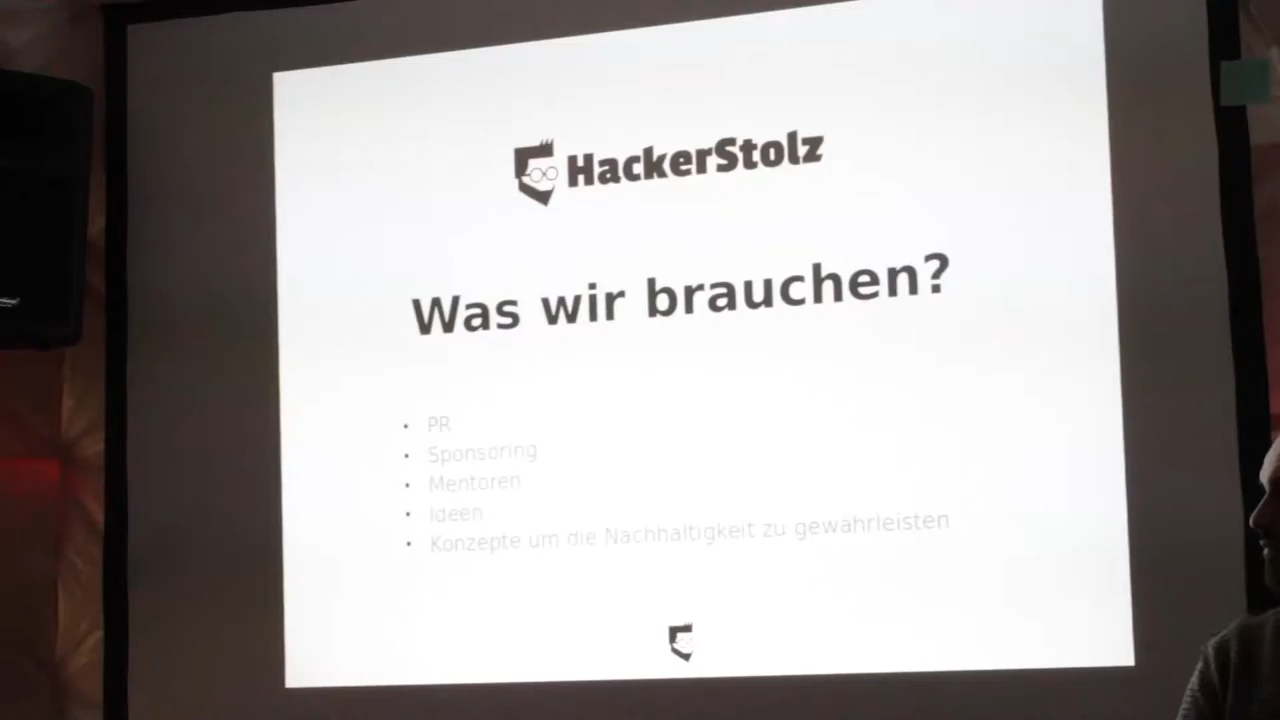 HackerStolz
Was wir brauchen?
• PR
• Sponsoring
• Mentoren
• Ideen
• Konzepte um die Nachhaltigkeit zu gewährleisten